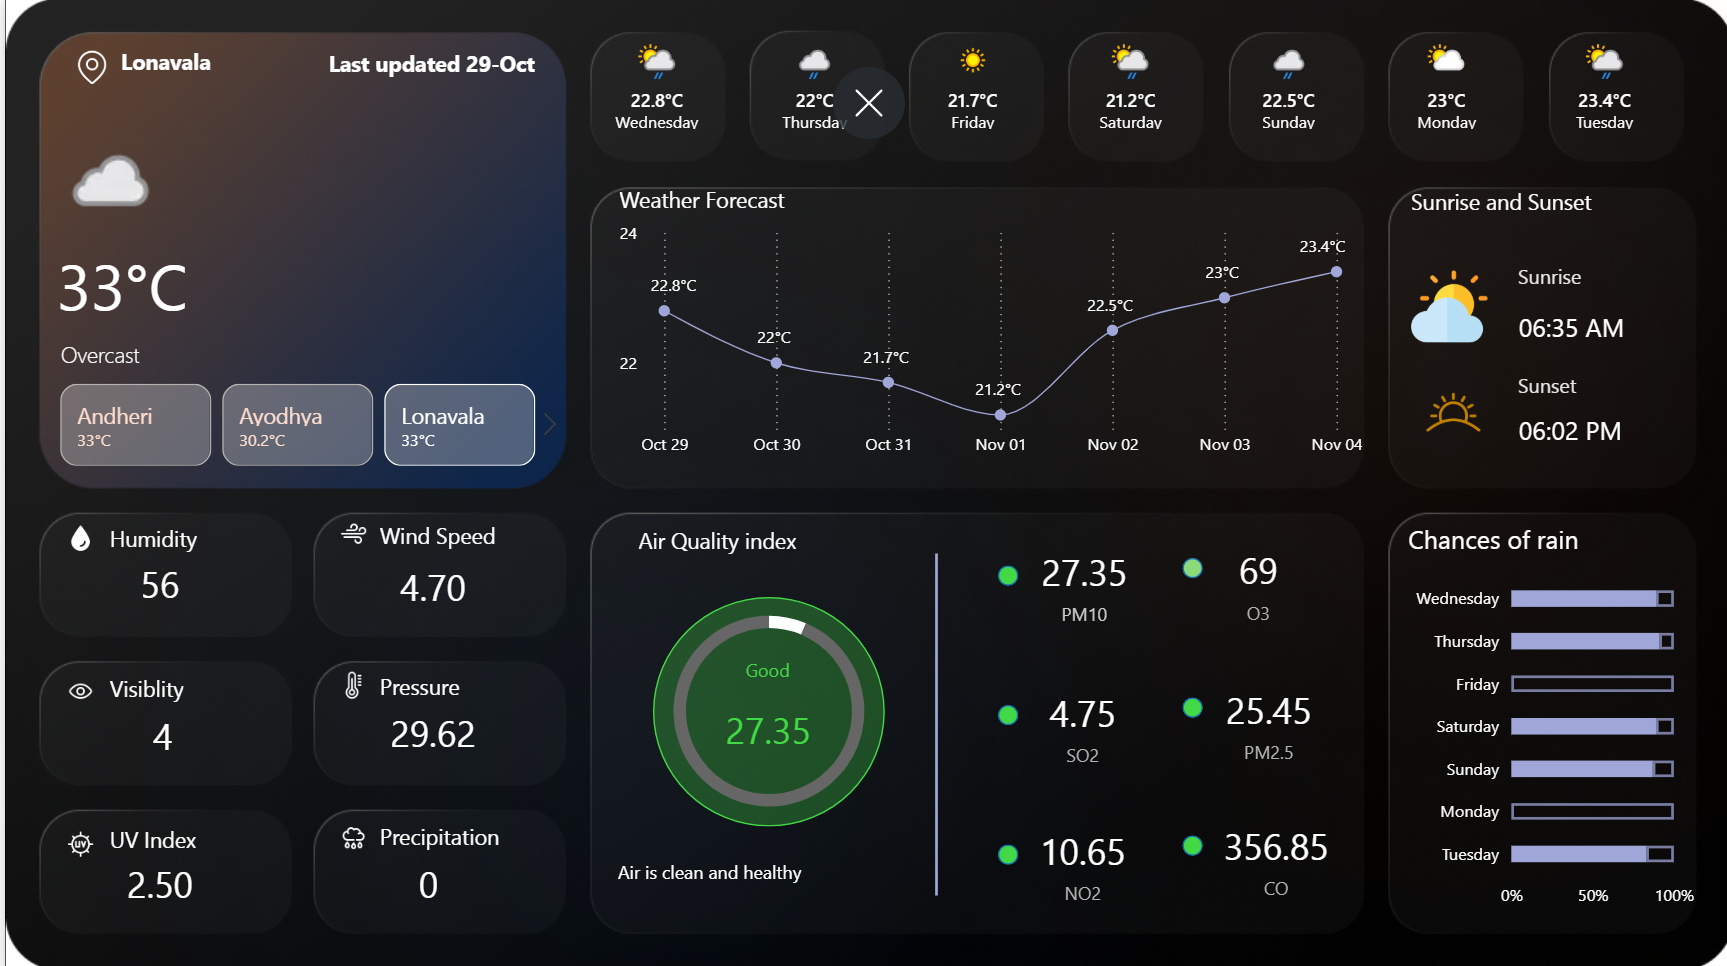 Lonavala
Last updated 29-Oct
33°C
Overcast
Andheri
33°C
Ayodhya
30.2°C
Lonavala
33°C
22.8°C
Wednesday
22°C
Thursday
21.7°C
Friday
21.2°C
Saturday
22.5°C
Sunday
23°C
Monday
23.4°C
Tuesday
Weather Forecast
24
22
22.8°C
22°C
21.7°C
21.2°C
22.5°C
23°C
23.4°C
Oct 29
Oct 30
Oct 31
Nov 01
Nov 02
Nov 03
Nov 04
Sunrise and Sunset
Sunrise
06:35 AM
Sunset
06:02 PM
Humidity
56
Wind Speed
4.70
Visiblity
4
Pressure
29.62
UV Index
UV
2.50
Precipitation
0
Air Quality index
Good
27.35
Air is clean and healthy
27.35
PM10
69
O3
4.75
SO2
25.45
PM2.5
10.65
NO2
356.85
CO
Chances of rain
Wednesday
Thursday
Friday
Saturday
Sunday
Monday
Tuesday
0% 50% 100%